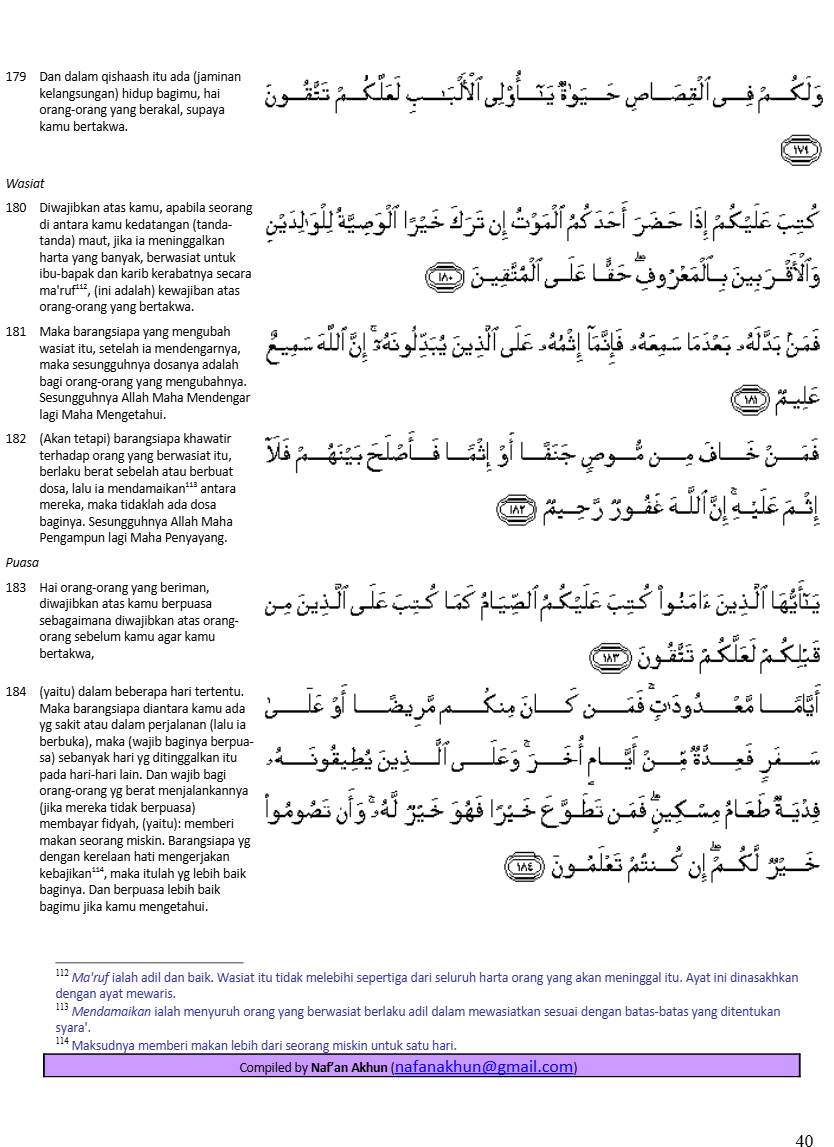 179 Dan dalam qishaash itu ada (jaminan
kelangsungan) hidup bagimu, hai
orang-orang yang berakal, supaya
kamu bertakwa.
وَلَكُمْ فِى ٱلْقِصَاصِ حَيَوٰةٌ يَـٰٓأُو۟لِى ٱلْأَلْبَـٰبِ لَعَلَّكُمْ تَتَّقُونَ
١٧٩
Wasiat
180 Diwajibkan atas kamu, apabila seorang
di antara kamu kedatangan (tanda-
tanda) maut, jika ia meninggalkan
harta yang banyak, berwasiat untuk
ibu-bapak dan karib kerabatnya secara
ma'ruf¹¹², (ini adalah) kewajiban atas
orang-orang yang bertakwa.
كُتِبَ عَلَيْكُمْ إِذَا حَضَرَ أَحَدَكُمُ ٱلْمَوْتُ إِن تَرَكَ خَيْرًا ٱلْوَصِيَّةُ لِلْوَٰلِدَيْنِ
وَٱلْأَقْرَبِينَ بِٱلْمَعْرُوفِ ۖ حَقًّا عَلَى ٱلْمُتَّقِينَ ١٨٠
181 Maka barangsiapa yang mengubah
wasiat itu, setelah ia mendengarnya,
maka sesungguhnya dosanya adalah
bagi orang-orang yang mengubahnya.
Sesungguhnya Allah Maha Mendengar
lagi Maha Mengetahui.
فَمَنۢ بَدَّلَهُۥ بَعْدَمَا سَمِعَهُۥ فَإِنَّمَآ إِثْمُهُۥ عَلَى ٱلَّذِينَ يُبَدِّلُونَهُۥٓ ۚ إِنَّ ٱللَّهَ سَمِيعٌ
عَلِيمٌ ١٨١
182 (Akan tetapi) barangsiapa khawatir
terhadap orang yang berwasiat itu,
berlaku berat sebelah atau berbuat
dosa, lalu ia mendamaikan¹¹³ antara
mereka, maka tidaklah ada dosa
baginya. Sesungguhnya Allah Maha
Pengampun lagi Maha Penyayang.
فَمَنْ خَافَ مِن مُّوصٍ جَنَفًا أَوْ إِثْمًا فَأَصْلَحَ بَيْنَهُمْ فَلَآ
إِثْمَ عَلَيْهِ ۚ إِنَّ ٱللَّهَ غَفُورٌ رَّحِيمٌ ١٨٢
Puasa
183 Hai orang-orang yang beriman,
diwajibkan atas kamu berpuasa
sebagaimana diwajibkan atas orang-
orang sebelum kamu agar kamu
bertakwa,
يَـٰٓأَيُّهَا ٱلَّذِينَ ءَامَنُوا۟ كُتِبَ عَلَيْكُمُ ٱلصِّيَامُ كَمَا كُتِبَ عَلَى ٱلَّذِينَ مِن
قَبْلِكُمْ لَعَلَّكُمْ تَتَّقُونَ ١٨٣
184 (yaitu) dalam beberapa hari tertentu.
Maka barangsiapa diantara kamu ada
yg sakit atau dalam perjalanan (lalu ia
berbuka), maka (wajib baginya berpua-
sa) sebanyak hari yg ditinggalkan itu
pada hari-hari lain. Dan wajib bagi
orang-orang yg berat menjalankannya
(jika mereka tidak berpuasa)
membayar fidyah, (yaitu): memberi
makan seorang miskin. Barangsiapa yg
dengan kerelaan hati mengerjakan
kebajikan¹¹⁴, maka itulah yg lebih baik
baginya. Dan berpuasa lebih baik
bagimu jika kamu mengetahui.
أَيَّامًا مَّعْدُودَٰتٍ ۚ فَمَن كَانَ مِنكُم مَّرِيضًا أَوْ عَلَىٰ
سَفَرٍ فَعِدَّةٌ مِّنْ أَيَّامٍ أُخَرَ ۚ وَعَلَى ٱلَّذِينَ يُطِيقُونَهُۥ
فِدْيَةٌ طَعَامُ مِسْكِينٍ ۖ فَمَن تَطَوَّعَ خَيْرًا فَهُوَ خَيْرٌ لَّهُۥ ۚ وَأَن تَصُومُوا۟
خَيْرٌ لَّكُمْ ۖ إِن كُنتُمْ تَعْلَمُونَ ١٨٤
¹¹² Ma'ruf ialah adil dan baik. Wasiat itu tidak melebihi sepertiga dari seluruh harta orang yang akan meninggal itu. Ayat ini dinasakhkan
dengan ayat mewaris.
¹¹³ Mendamaikan ialah menyuruh orang yang berwasiat berlaku adil dalam mewasiatkan sesuai dengan batas-batas yang ditentukan
syara'.
¹¹⁴ Maksudnya memberi makan lebih dari seorang miskin untuk satu hari.
Compiled by Naf'an Akhun (nafanakhun@gmail.com)
40